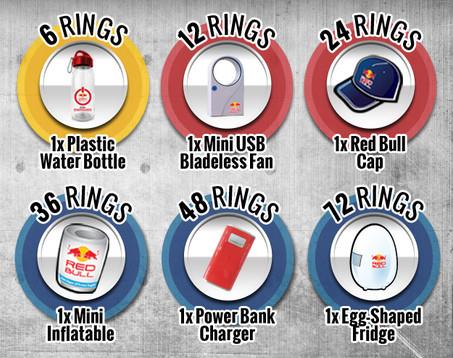 6 RINGS
12 RINGS
24 RINGS
1x Plastic
Water Bottle
1x Mini USB
Bladeless Fan
1x Red Bull
Cap
36 RINGS
48 RINGS
72 RINGS
RED
BULL
1x Mini
Inflatable
1x Power Bank
Charger
1x Egg-Shaped
Fridge